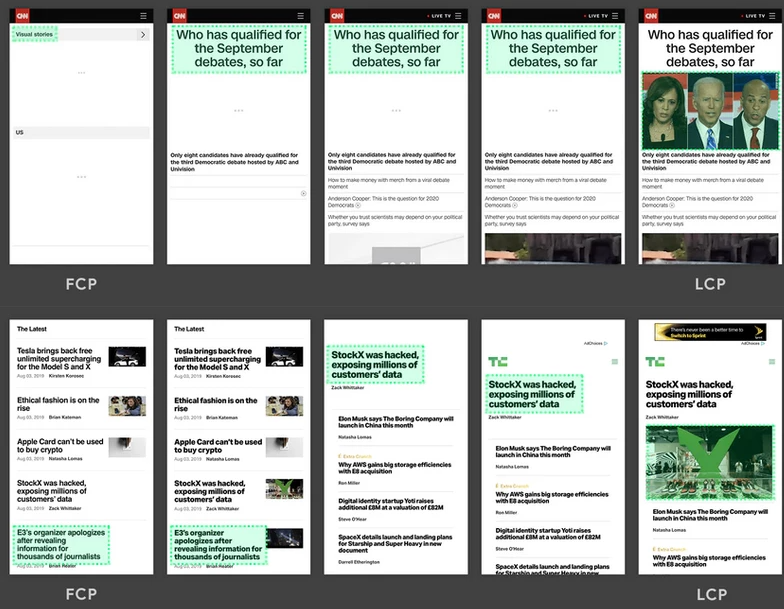 CNN
Visual stories
US
CNN
Who has qualified for
the September
debates, so far
Only eight candidates have already qualified for
the third Democratic debate hosted by ABC and
Univision
CNN
LIVE TV
Who has qualified for
the September
debates, so far
Only eight candidates have already qualified for
the third Democratic debate hosted by ABC and
Univision
How to make money with merch from a viral debate
moment
Anderson Cooper: This is the question for 2020
Democrats
Whether you trust scientists may depend on your political
party, survey says
CNN
LIVE TV
Who has qualified for
the September
debates, so far
Only eight candidates have already qualified for
the third Democratic debate hosted by ABC and
Univision
How to make money with merch from a viral debate
moment
Anderson Cooper: This is the question for 2020
Democrats
Whether you trust scientists may depend on your political
party, survey says
CNN
LIVE TV
Who has qualified for
the September
debates, so far
Only eight candidates have already qualified for
the third Democratic debate hosted by ABC and
Univision
How to make money with merch from a viral debate
moment
Anderson Cooper: This is the question for 2020
Democrats
Whether you trust scientists may depend on your political
party, survey says
FCP
LCP
The Latest
Tesla brings back free
unlimited supercharging
for the Model S and X
Aug 03, 2019 Kirsten Korosec
Ethical fashion is on the
rise
Aug 03, 2019 Brian Kateman
Apple Card can't be used
to buy crypto
Aug 03, 2019 Natasha Lomas
StockX was hacked,
exposing millions of
customers' data
Aug 03, 2019 Zack Whittaker
E3's organizer apologizes
after revealing
information for
thousands of journalists
Aug 03, 2019 Brian Heater
The Latest
Tesla brings back free
unlimited supercharging
for the Model S and X
Aug 03, 2019 Kirsten Korosec
Ethical fashion is on the
rise
Aug 03, 2019 Brian Kateman
Apple Card can't be used
to buy crypto
Aug 03, 2019 Natasha Lomas
StockX was hacked,
exposing millions of
customers' data
Aug 03, 2019 Zack Whittaker
E3's organizer
apologizes after
revealing information for
thousands of journalists
Aug 03, 2019 Brian Heater
StockX was hacked,
exposing millions of
customers' data
Zack Whittaker
Elon Musk says The Boring Company will
launch in China this month
Natasha Lomas
Extra Crunch
Why AWS gains big storage efficiencies
with E8 acquisition
Ron Miller
Digital identity startup Yoti raises
additional £8M at a valuation of £82M
Steve O'Hear
SpaceX details launch and landing plans
for Starship and Super Heavy in new
document
Darrell Etherington
AdChoices
TC
StockX was hacked,
exposing millions of
customers' data
Zack Whittaker
Elon Musk says The Boring Company will
launch in China this month
Natasha Lomas
Extra Crunch
Why AWS gains big storage efficiencies
with E8 acquisition
Ron Miller
Digital identity startup Yoti raises
additional £8M at a valuation of £82M
Steve O'Hear
SpaceX details launch and landing plans
for Starship and Super Heavy in new
There's never been a better time to
Switch to Sprint
AdChoices
TC
StockX was hacked,
exposing millions of
customers' data
Zack Whittaker
Elon Musk says The Boring Company will
launch in China this month
Natasha Lomas
Extra Crunch
Why AWS gains big storage efficiencies
with E8 acquisition
Ron Miller
FCP
LCP